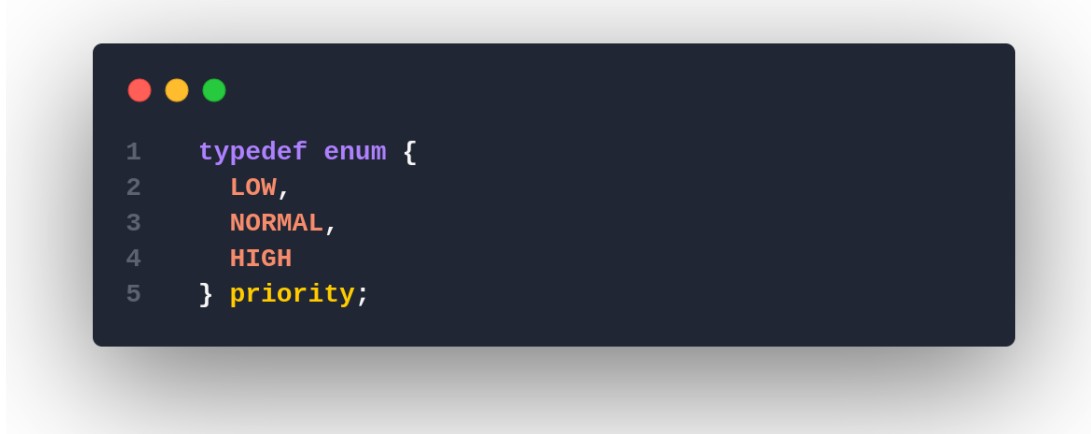 1 typedef enum {
2 LOW,
3 NORMAL,
4 HIGH
5 } priority;